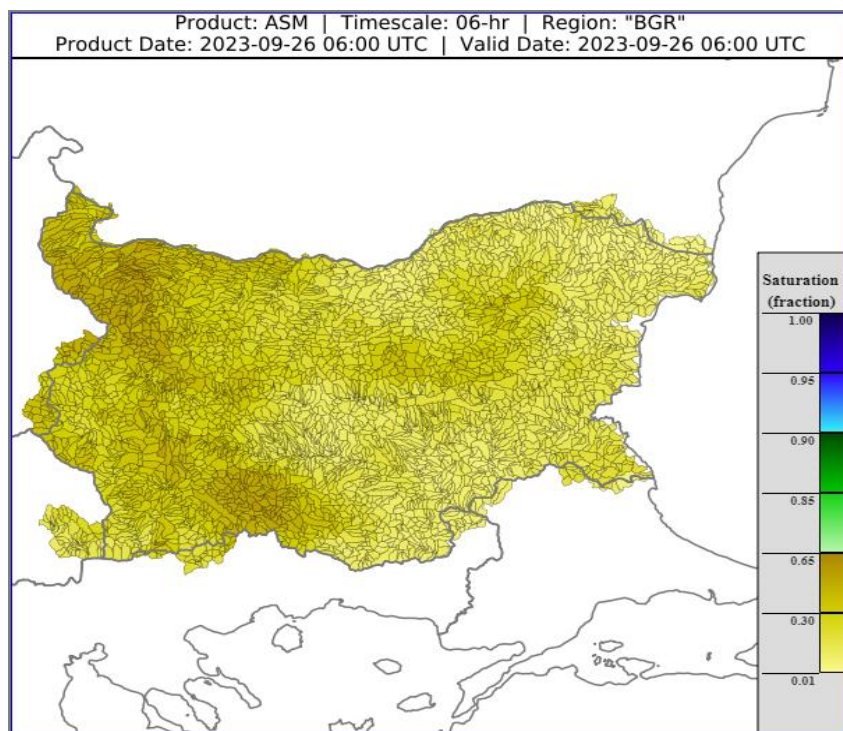 Product: ASM | Timescale: 06-hr | Region: "BGR"
Product Date: 2023-09-26 06:00 UTC | Valid Date: 2023-09-26 06:00 UTC
Saturation
(fraction)
1.00
0.95
0.90
0.85
0.65
0.30
0.01